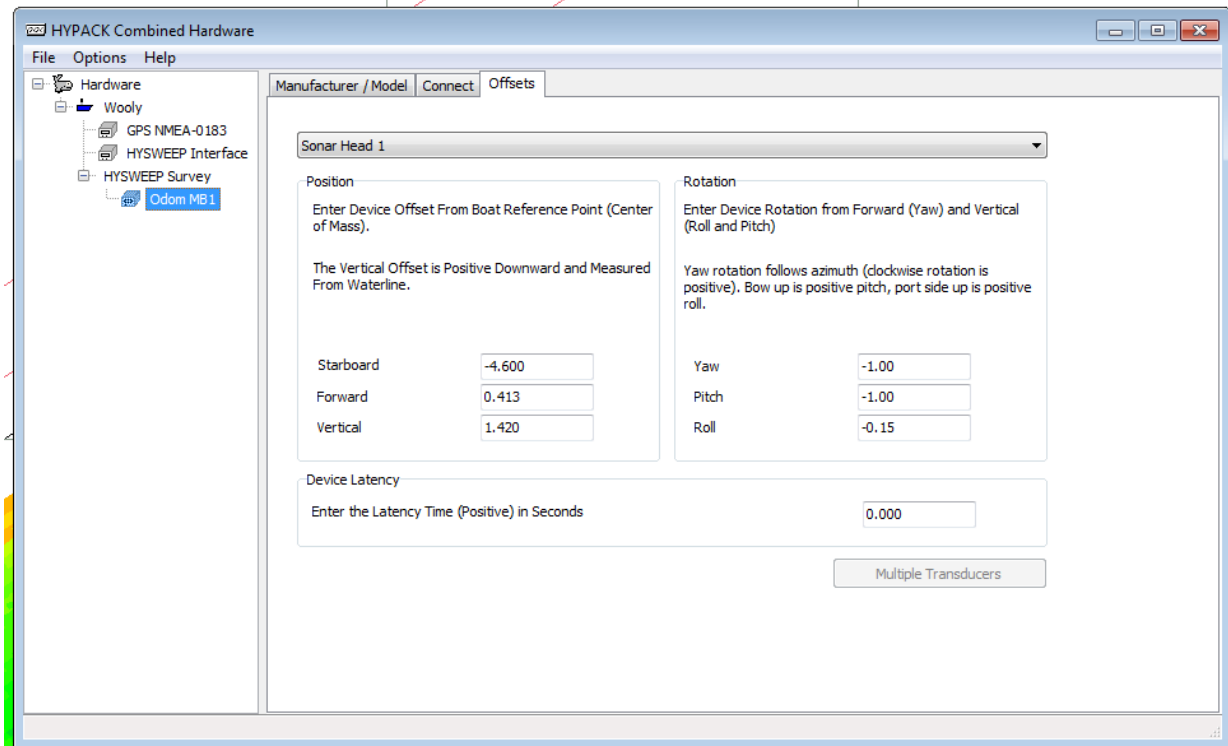 HYPACK Combined Hardware
File Options Help
Hardware
Wooly
GPS NMEA-0183
HYSWEEP Interface
HYSWEEP Survey
Odom MB1
Manufacturer / Model Connect Offsets
Sonar Head 1
Position
Enter Device Offset From Boat Reference Point (Center
of Mass).
The Vertical Offset is Positive Downward and Measured
From Waterline.
Starboard -4.600
Forward 0.413
Vertical 1.420
Rotation
Enter Device Rotation from Forward (Yaw) and Vertical
(Roll and Pitch)
Yaw rotation follows azimuth (clockwise rotation is
positive). Bow up is positive pitch, port side up is positive
roll.
Yaw -1.00
Pitch -1.00
Roll -0.15
Device Latency
Enter the Latency Time (Positive) in Seconds 0.000
Multiple Transducers